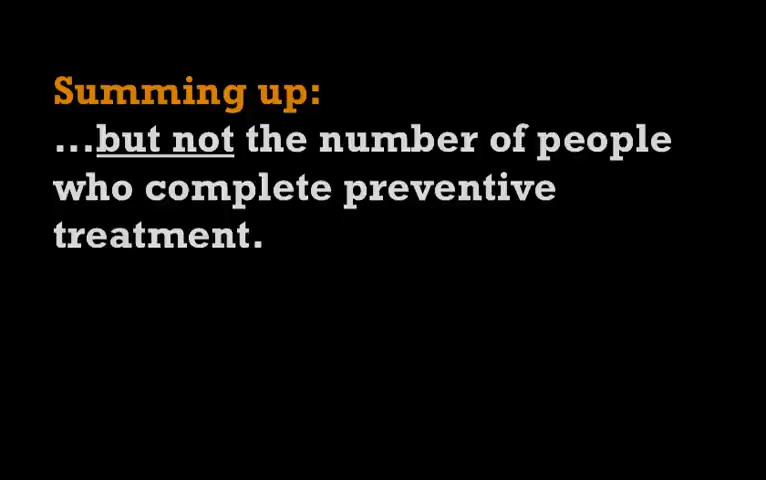 Summing up:
...but not the number of people
who complete preventive
treatment.